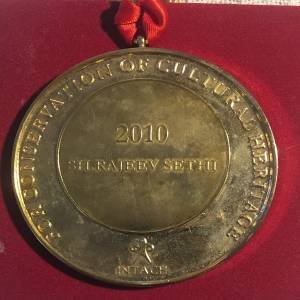 FOR CONSERVATION OF CULTURAL HERITAGE
2010
SH.RAJEEV SETHI
INTACH